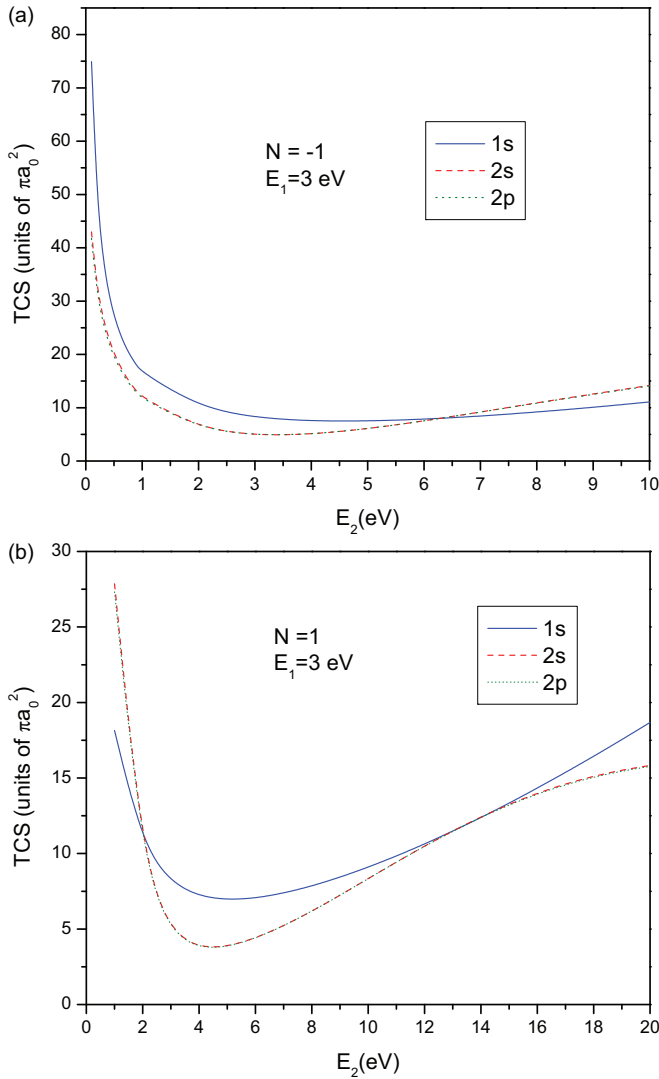 (a)
80
70
60
50
40
30
20
10
0
TCS (units of πa₀²)
N = -1
E₁=3 eV
1s
2s
2p
0 1 2 3 4 5 6 7 8 9 10
E₂(eV)
(b)
30
25
20
15
10
5
0
TCS (units of πa₀²)
N =1
E₁=3 eV
1s
2s
2p
0 2 4 6 8 10 12 14 16 18 20
E₂(eV)